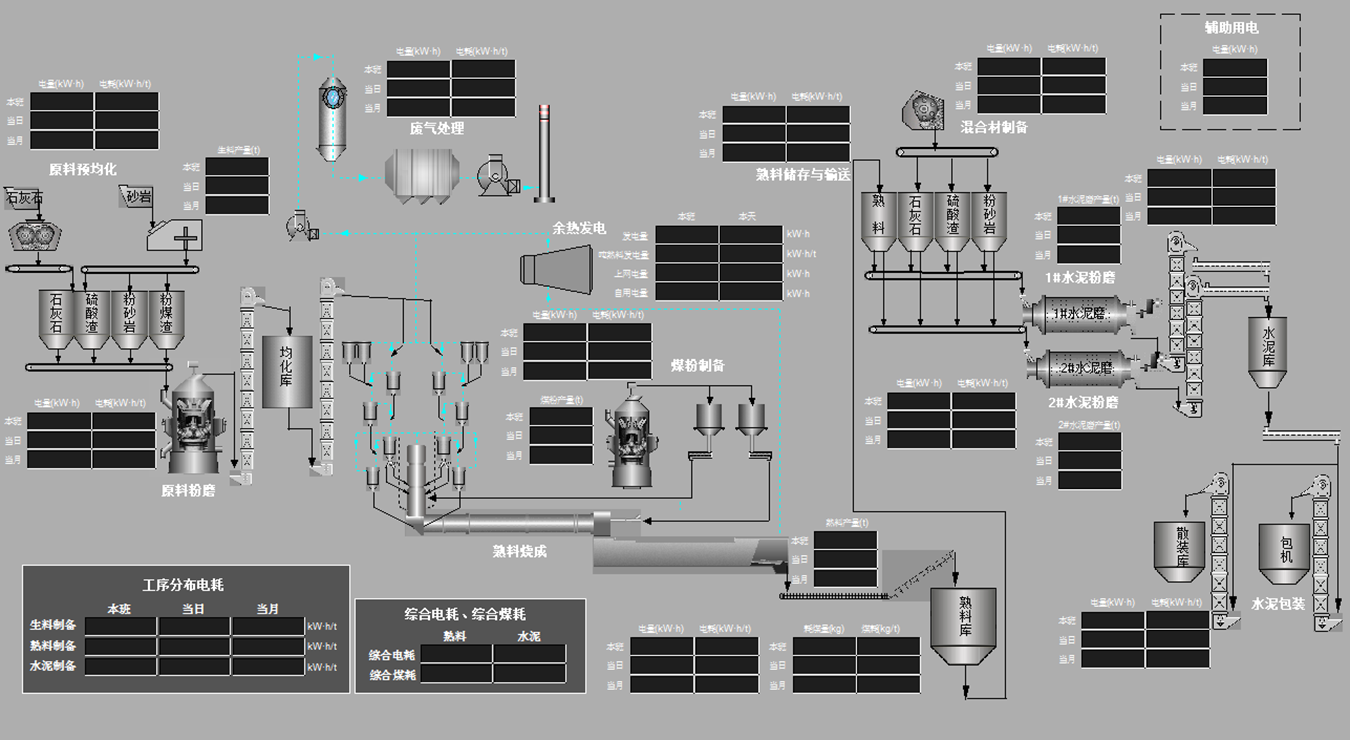 辅助用电
电量(kW·h)
本班
当日
当月
电量(kW·h) 电耗(kW·h/t)
本班
当日
当月
废气处理
电量(kW·h) 电耗(kW·h/t)
本班
当日
当月
混合材制备
电量(kW·h) 电耗(kW·h/t)
本班
当日
当月
原料预均化
电量(kW·h) 电耗(kW·h/t)
本班
当日
当月
熟料储存与输送
生料产量(t)
本班
当日
当月
电量(kW·h) 电耗(kW·h/t)
本班
当日
当月
1#水泥磨产量(t)
本班
当日
当月
1#水泥粉磨
石灰石
砂岩
熟料
石灰石
硫酸渣
粉砂岩
余热发电
本班 本天
发电量 kW·h
吨熟料发电量 kW·h/t
上网电量 kW·h
自用电量 kW·h
石灰石
硫酸渣
粉砂岩
粉煤渣
均化库
1#水泥磨
2#水泥磨
水泥库
电量(kW·h) 电耗(kW·h/t)
本班
当日
当月
煤粉制备
煤粉产量(t)
本班
当日
当月
电量(kW·h) 电耗(kW·h/t)
本班
当日
当月
原料粉磨
电量(kW·h) 电耗(kW·h/t)
本班
当日
当月
2#水泥粉磨
2#水泥磨产量(t)
本班
当日
当月
熟料烧成
熟料产量(t)
本班
当日
当月
散装库
包机
水泥包装
熟料库
工序分布电耗
本班 当日 当月
生料制备 kW·h/t
熟料制备 kW·h/t
水泥制备 kW·h/t
综合电耗、综合煤耗
熟料 水泥
综合电耗
综合煤耗
电量(kW·h) 电耗(kW·h/t)
本班
当日
当月
耗煤量(kg) 煤耗(kg/t)
本班
当日
当月
电量(kW·h) 电耗(kW·h/t)
本班
当日
当月